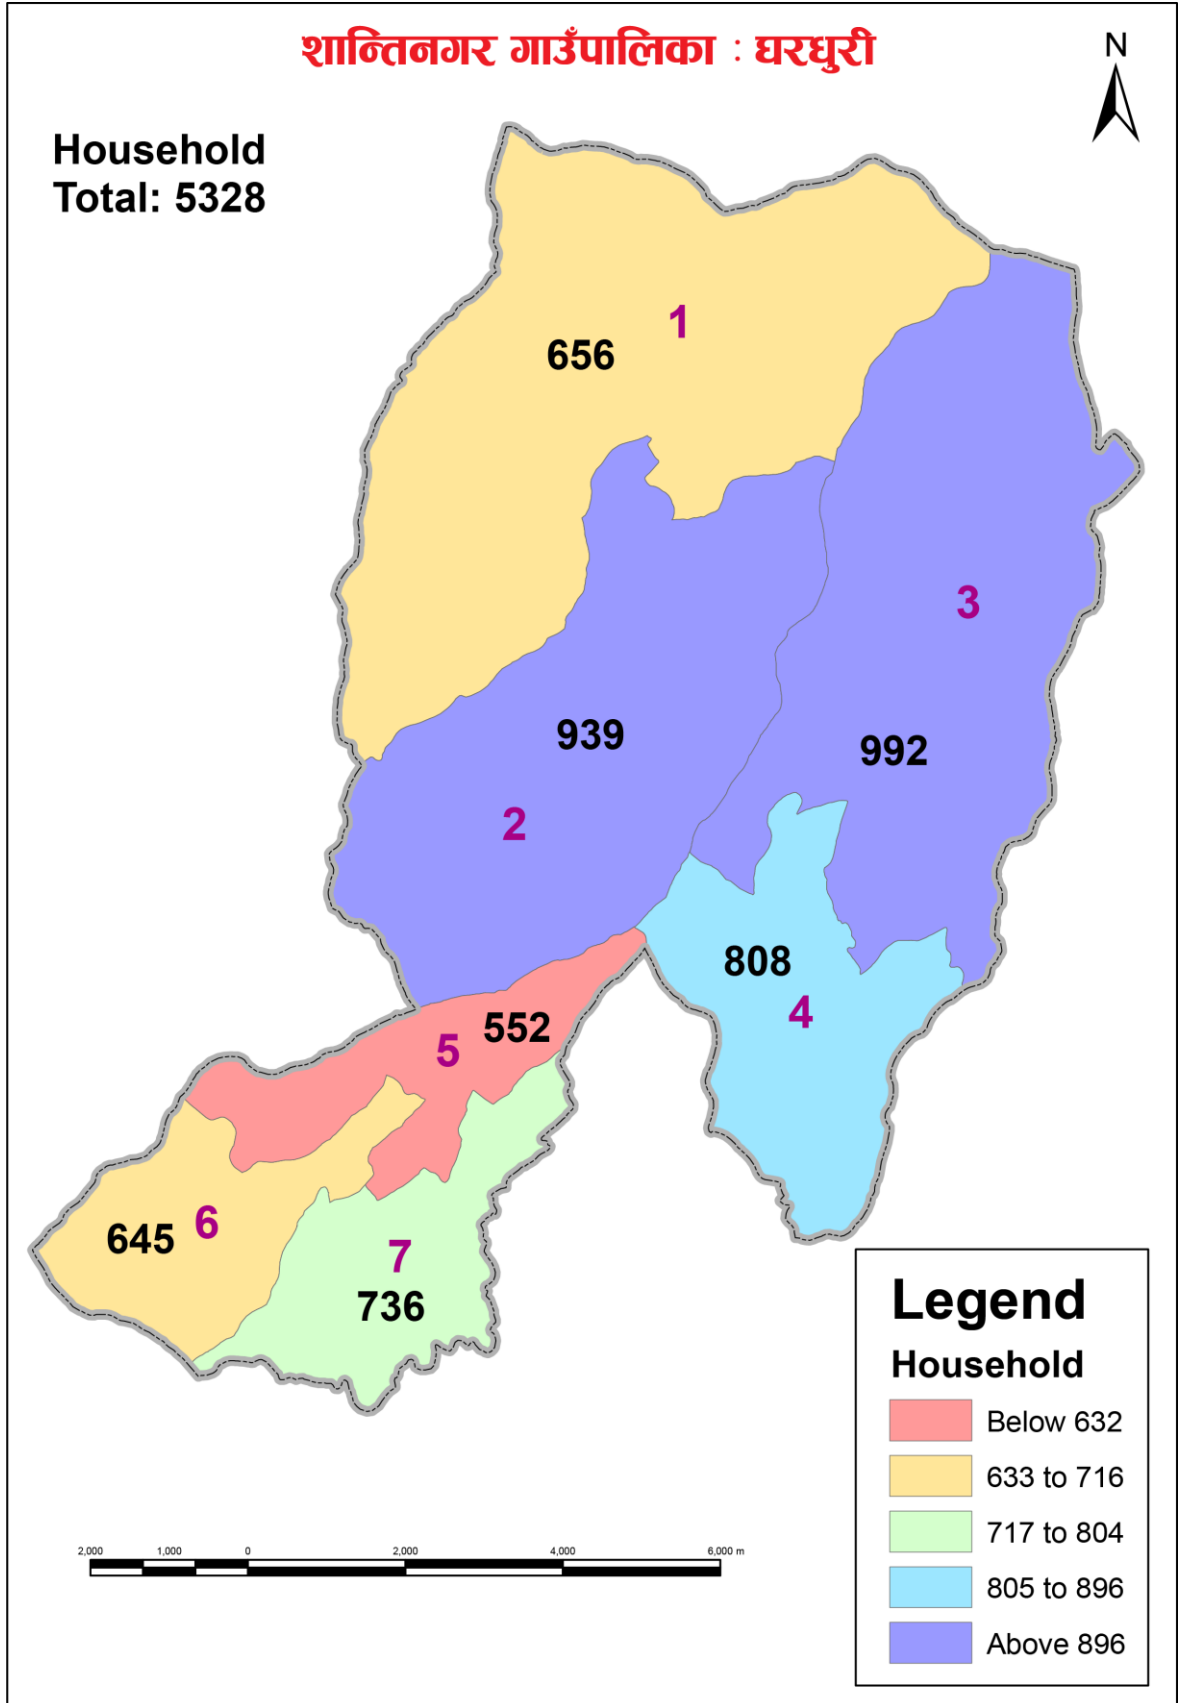 शान्तिनगर गाउँपालिका : घरधुरी
N
Household
Total: 5328
1
656
3
939
992
2
808
4
552
5
6
645
7
736
Legend
Household
Below 632
633 to 716
717 to 804
805 to 896
Above 896
2,000 1,000 0 2,000 4,000 6,000 m